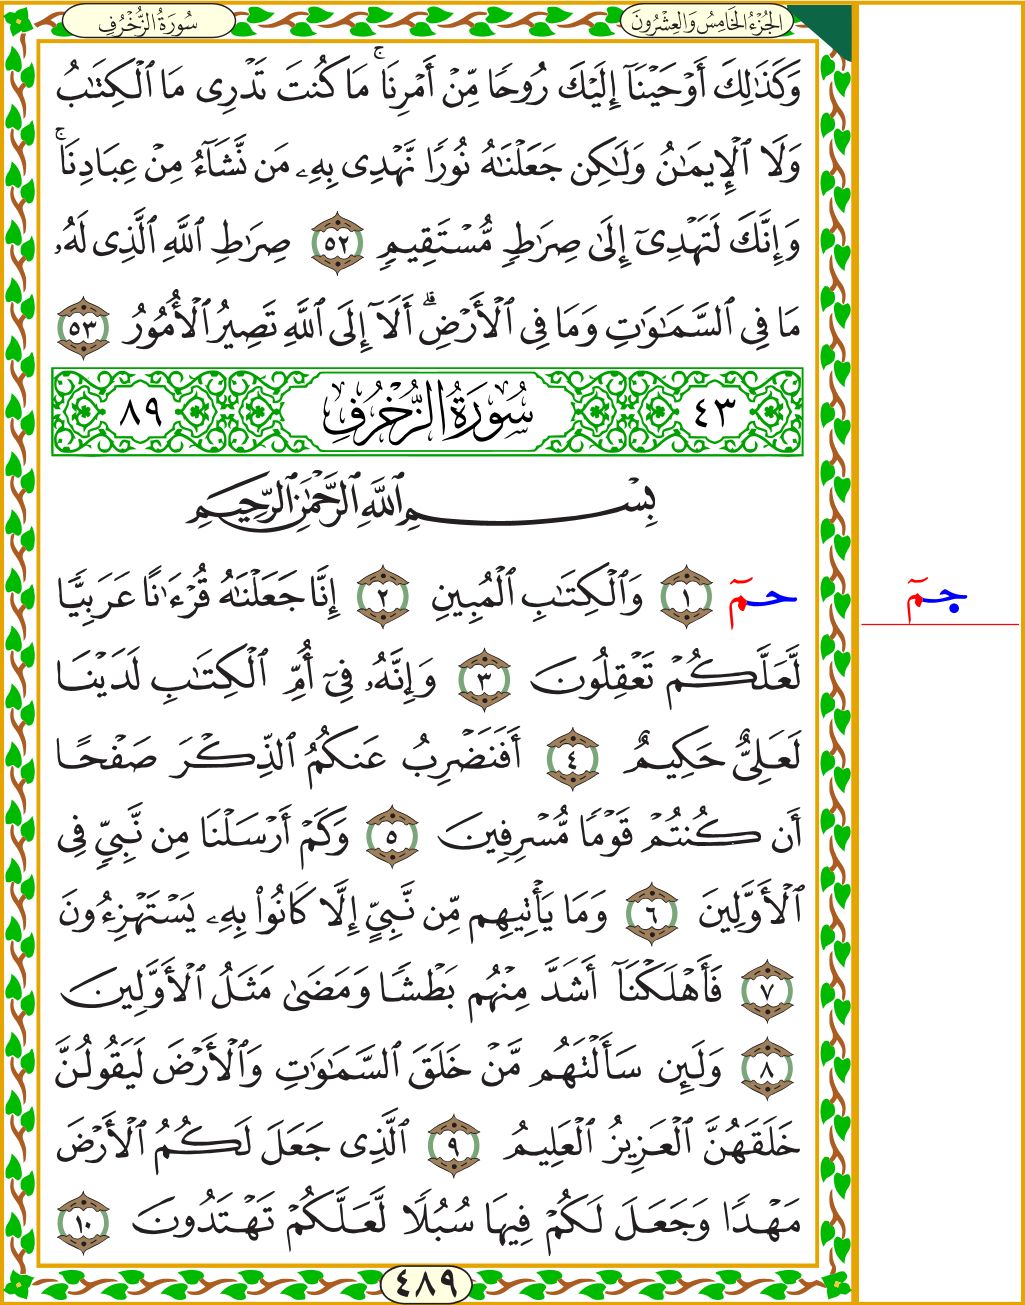 الجُزْءُ الخَامِسُ وَالعِشْرُونَ
سُورَةُ الزُّخْرُفِ
وَكَذَٰلِكَ أَوْحَيْنَآ إِلَيْكَ رُوحًا مِّنْ أَمْرِنَا ۚ مَا كُنتَ تَدْرِى مَا ٱلْكِتَٰبُ
وَلَا ٱلْإِيمَٰنُ وَلَٰكِن جَعَلْنَٰهُ نُورًا نَّهْدِى بِهِۦ مَن نَّشَآءُ مِنْ عِبَادِنَا ۚ
وَإِنَّكَ لَتَهْدِىٓ إِلَىٰ صِرَٰطٍ مُّسْتَقِيمٍ ٥٢ صِرَٰطِ ٱللَّهِ ٱلَّذِى لَهُۥ
مَا فِى ٱلسَّمَٰوَٰتِ وَمَا فِى ٱلْأَرْضِ ۗ أَلَآ إِلَى ٱللَّهِ تَصِيرُ ٱلْأُمُورُ ٥٣
٤٣ سُورَةُ الزُّخْرُفِ ٨٩
بِسْمِ ٱللَّهِ ٱلرَّحْمَٰنِ ٱلرَّحِيمِ
حمٓ ١ وَٱلْكِتَٰبِ ٱلْمُبِينِ ٢ إِنَّا جَعَلْنَٰهُ قُرْءَٰنًا عَرَبِيًّا
لَّعَلَّكُمْ تَعْقِلُونَ ٣ وَإِنَّهُۥ فِىٓ أُمِّ ٱلْكِتَٰبِ لَدَيْنَا
لَعَلِىٌّ حَكِيمٌ ٤ أَفَنَضْرِبُ عَنكُمُ ٱلذِّكْرَ صَفْحًا
أَن كُنتُمْ قَوْمًا مُّسْرِفِينَ ٥ وَكَمْ أَرْسَلْنَا مِن نَّبِىٍّ فِى
ٱلْأَوَّلِينَ ٦ وَمَا يَأْتِيهِم مِّن نَّبِىٍّ إِلَّا كَانُوا۟ بِهِۦ يَسْتَهْزِءُونَ
٧ فَأَهْلَكْنَآ أَشَدَّ مِنْهُم بَطْشًا وَمَضَىٰ مَثَلُ ٱلْأَوَّلِينَ
٨ وَلَئِن سَأَلْتَهُم مَّنْ خَلَقَ ٱلسَّمَٰوَٰتِ وَٱلْأَرْضَ لَيَقُولُنَّ
خَلَقَهُنَّ ٱلْعَزِيزُ ٱلْعَلِيمُ ٩ ٱلَّذِى جَعَلَ لَكُمُ ٱلْأَرْضَ
مَهْدًا وَجَعَلَ لَكُمْ فِيهَا سُبُلًا لَّعَلَّكُمْ تَهْتَدُونَ ١٠
٤٨٩
جمٓ